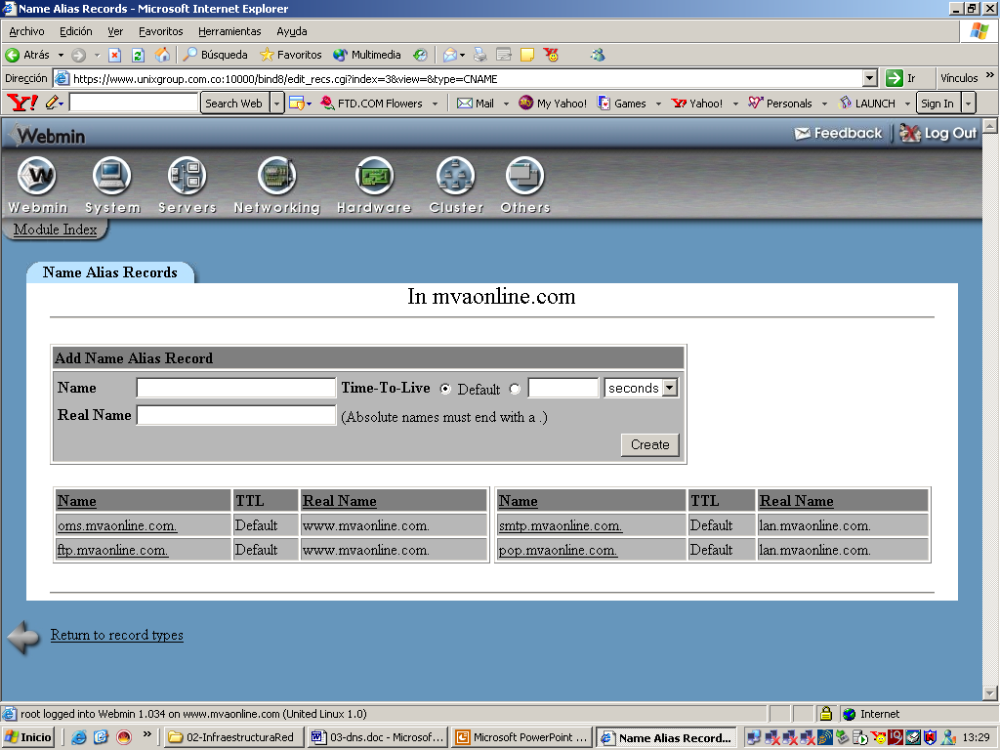 Name Alias Records - Microsoft Internet Explorer
Archivo Edición Ver Favoritos Herramientas Ayuda
Atrás Búsqueda Favoritos Multimedia
Dirección https://www.unixgroup.com.co:10000/bind8/edit_recs.cgi?index=3&view=&type=CNAME Ir Vínculos »
Y! Search Web FTD.COM Flowers Mail My Yahoo! Games Yahoo! Personals LAUNCH Sign In
Webmin Feedback Log Out
Webmin System Servers Networking Hardware Cluster Others
Module Index
Name Alias Records
In mvaonline.com
Add Name Alias Record
Name Time-To-Live Default seconds
Real Name (Absolute names must end with a .)
Create
Name TTL Real Name Name TTL Real Name
oms.mvaonline.com. Default www.mvaonline.com. smtp.mvaonline.com. Default lan.mvaonline.com.
ftp.mvaonline.com. Default www.mvaonline.com. pop.mvaonline.com. Default lan.mvaonline.com.
Return to record types
root logged into Webmin 1.034 on www.mvaonline.com (United Linux 1.0) Internet
Inicio » 02-InfraestructuraRed 03-dns.doc - Microsof... Microsoft PowerPoint ... Name Alias Record... 13:29